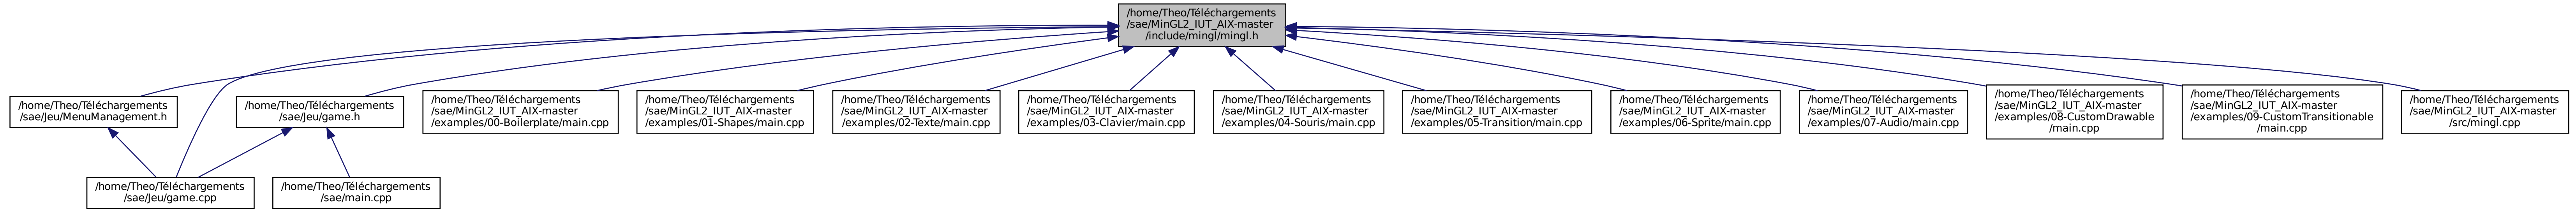 /home/Theo/Téléchargements
/sae/MinGL2_IUT_AIX-master
/include/mingl/mingl.h
/home/Theo/Téléchargements
/sae/Jeu/MenuManagement.h
/home/Theo/Téléchargements
/sae/Jeu/game.h
/home/Theo/Téléchargements
/sae/MinGL2_IUT_AIX-master
/examples/00-Boilerplate/main.cpp
/home/Theo/Téléchargements
/sae/MinGL2_IUT_AIX-master
/examples/01-Shapes/main.cpp
/home/Theo/Téléchargements
/sae/MinGL2_IUT_AIX-master
/examples/02-Texte/main.cpp
/home/Theo/Téléchargements
/sae/MinGL2_IUT_AIX-master
/examples/03-Clavier/main.cpp
/home/Theo/Téléchargements
/sae/MinGL2_IUT_AIX-master
/examples/04-Souris/main.cpp
/home/Theo/Téléchargements
/sae/MinGL2_IUT_AIX-master
/examples/05-Transition/main.cpp
/home/Theo/Téléchargements
/sae/MinGL2_IUT_AIX-master
/examples/06-Sprite/main.cpp
/home/Theo/Téléchargements
/sae/MinGL2_IUT_AIX-master
/examples/07-Audio/main.cpp
/home/Theo/Téléchargements
/sae/MinGL2_IUT_AIX-master
/examples/08-CustomDrawable
/main.cpp
/home/Theo/Téléchargements
/sae/MinGL2_IUT_AIX-master
/examples/09-CustomTransitionable
/main.cpp
/home/Theo/Téléchargements
/sae/MinGL2_IUT_AIX-master
/src/mingl.cpp
/home/Theo/Téléchargements
/sae/Jeu/game.cpp
/home/Theo/Téléchargements
/sae/main.cpp